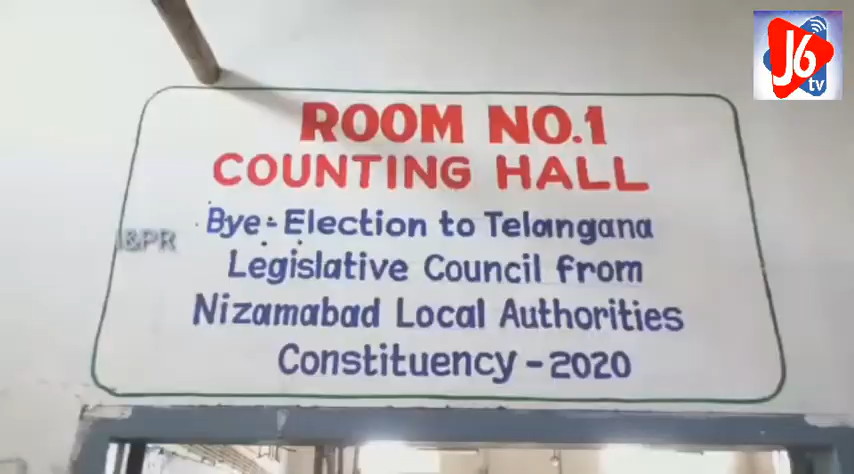 J6
tv
ROOM NO.1
COUNTING HALL
Bye:- Election to Telangana
I&PR
Legislative Council from
Nizamabad Local Authorities
Constituency - 2020